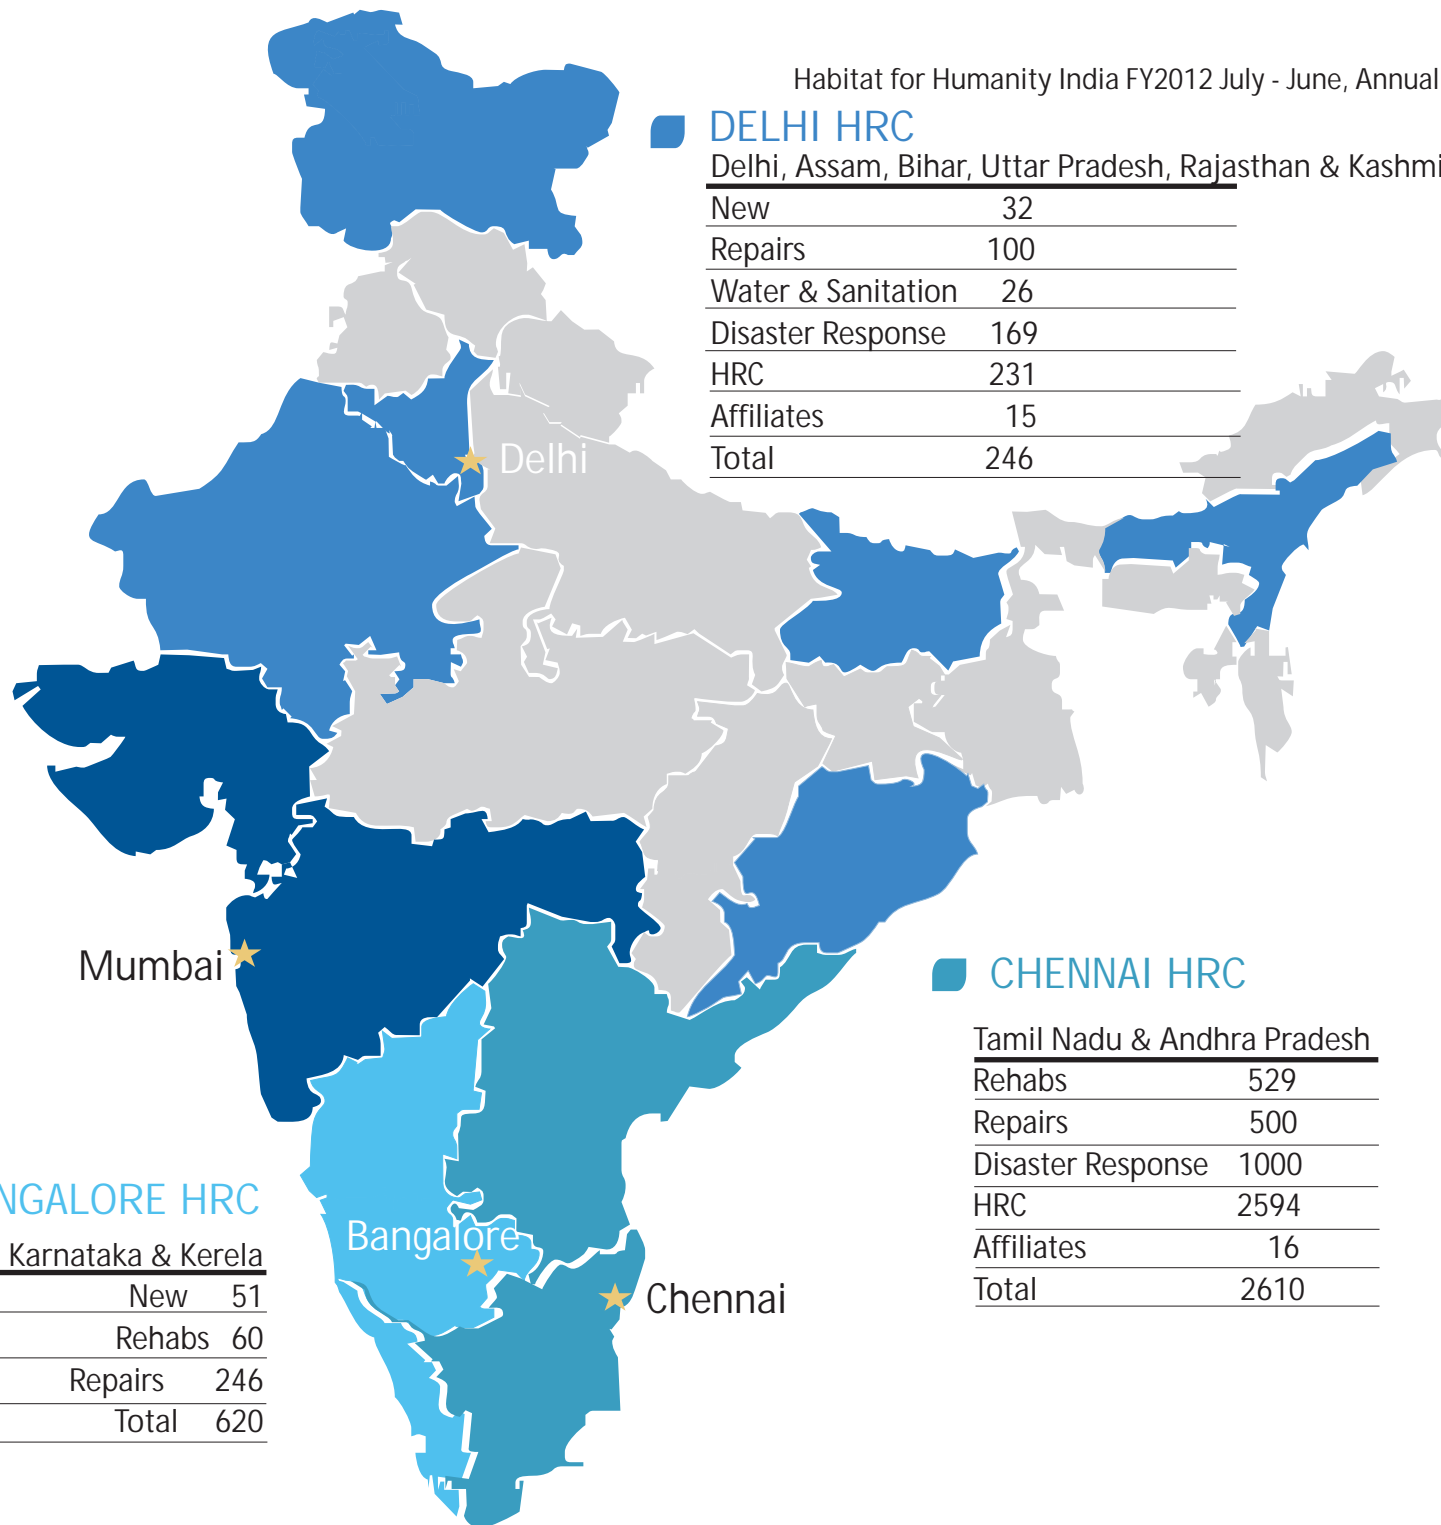 Habitat for Humanity India FY2012 July - June, Annual
DELHI HRC
Delhi, Assam, Bihar, Uttar Pradesh, Rajasthan & Kashmi
New 32
Repairs 100
Water & Sanitation 26
Disaster Response 169
HRC 231
Affiliates 15
Total 246
Delhi
Mumbai
CHENNAI HRC
Tamil Nadu & Andhra Pradesh
Rehabs 529
Repairs 500
Disaster Response 1000
HRC 2594
Affiliates 16
Total 2610
NGALORE HRC
Karnataka & Kerela
New 51
Rehabs 60
Repairs 246
Total 620
Bangalore
Chennai